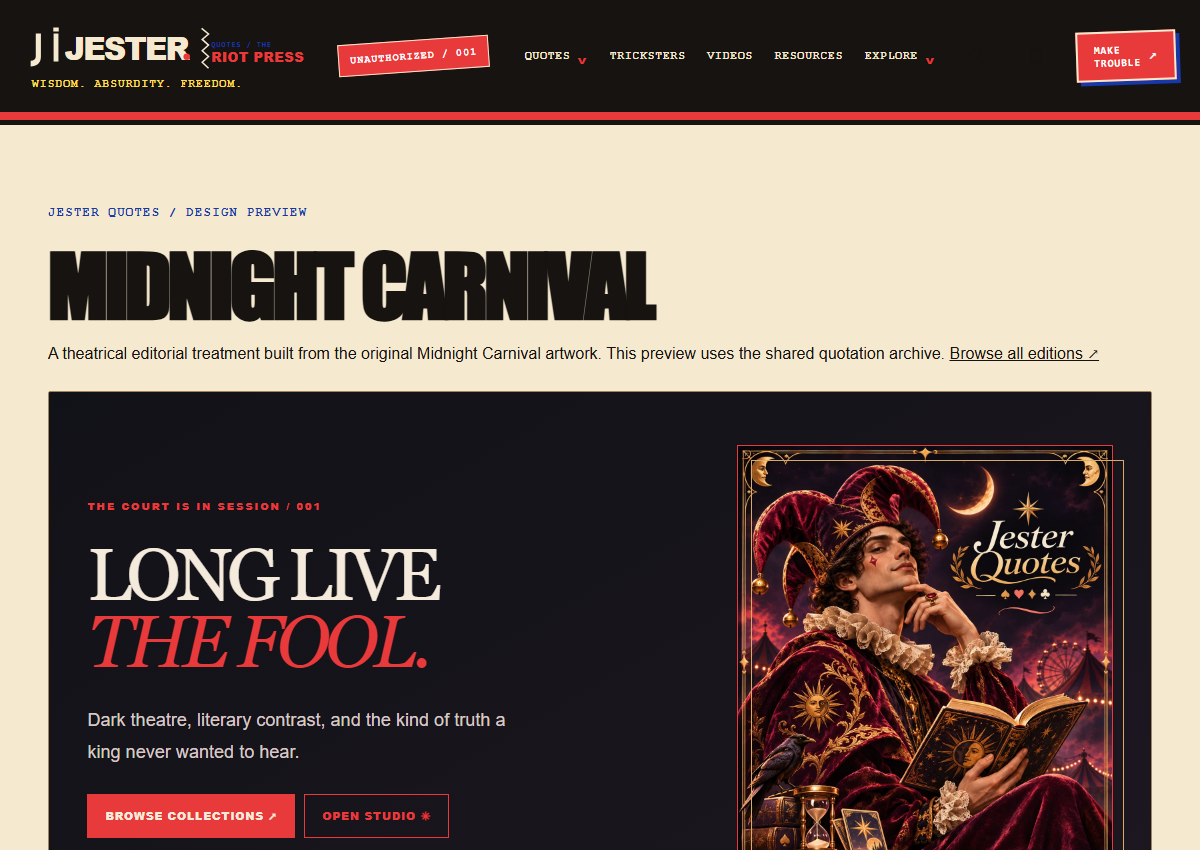 JESTER
QUOTES / THE
RIOT PRESS
WISDOM. ABSURDITY. FREEDOM.
UNAUTHORIZED / 001
QUOTES v
TRICKSTERS
VIDEOS
RESOURCES
EXPLORE v
MAKE
TROUBLE ↗
JESTER QUOTES / DESIGN PREVIEW
MIDNIGHT CARNIVAL
A theatrical editorial treatment built from the original Midnight Carnival artwork. This preview uses the shared quotation archive. Browse all editions ↗
THE COURT IS IN SESSION / 001
LONG LIVE
THE FOOL.
Dark theatre, literary contrast, and the kind of truth a
king never wanted to hear.
BROWSE COLLECTIONS ↗
OPEN STUDIO ✳
Jester
Quotes